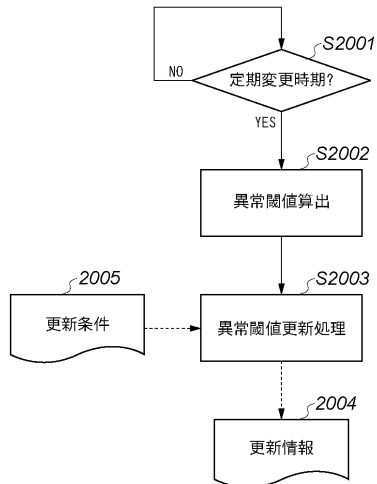 S2001
定期変更時期?
NO
YES
S2002
異常閾値算出
2005
S2003
更新条件
異常閾値更新処理
2004
更新情報